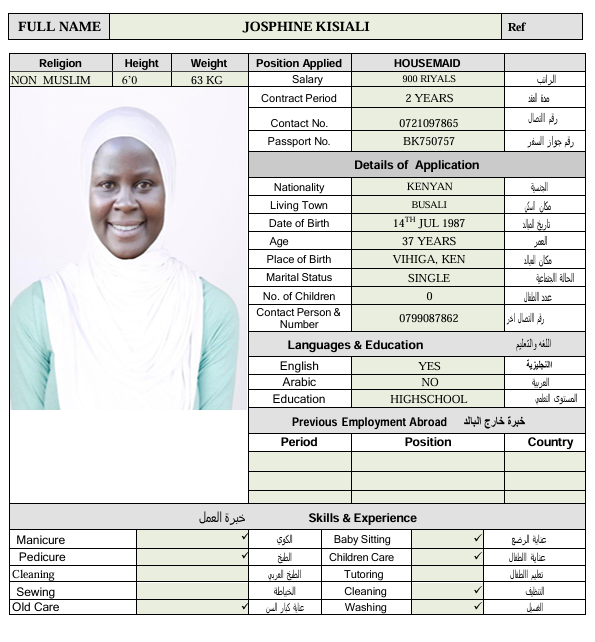 FULL NAME JOSPHINE KISIALI Ref
Religion Height Weight Position Applied HOUSEMAID
NON MUSLIM 6'0 63 KG Salary 900 RIYALS الراتب
Contract Period 2 YEARS مدة العقد
Contact No. 0721097865 رقم الاتصال
Passport No. BK750757 رقم جواز السفر
Details of Application
Nationality KENYAN الجنسية
Living Town BUSALI مكان السكن
Date of Birth 14TH JUL 1987 تاريخ الميلاد
Age 37 YEARS العمر
Place of Birth VIHIGA, KEN مكان الميلاد
Marital Status SINGLE الحالة الاجتماعية
No. of Children 0 عدد الاطفال
Contact Person & Number 0799087862 رقم الاتصال اخر
Languages & Education اللغه والتعليم
English YES الانجليزية
Arabic NO العربية
Education HIGHSCHOOL المستوى التعليمي
Previous Employment Abroad خبرة خارج البالد
Period Position Country
خبرة العمل Skills & Experience
Manicure ✓ الكوي Baby Sitting ✓ عناية الرضع
Pedicure ✓ الطبخ Children Care ✓ عناية الاطفال
Cleaning الطبخ العربي Tutoring تعليم الاطفال
Sewing الخياطة Cleaning ✓ التنظيف
Old Care ✓ عناية كبار السن Washing ✓ الغسيل